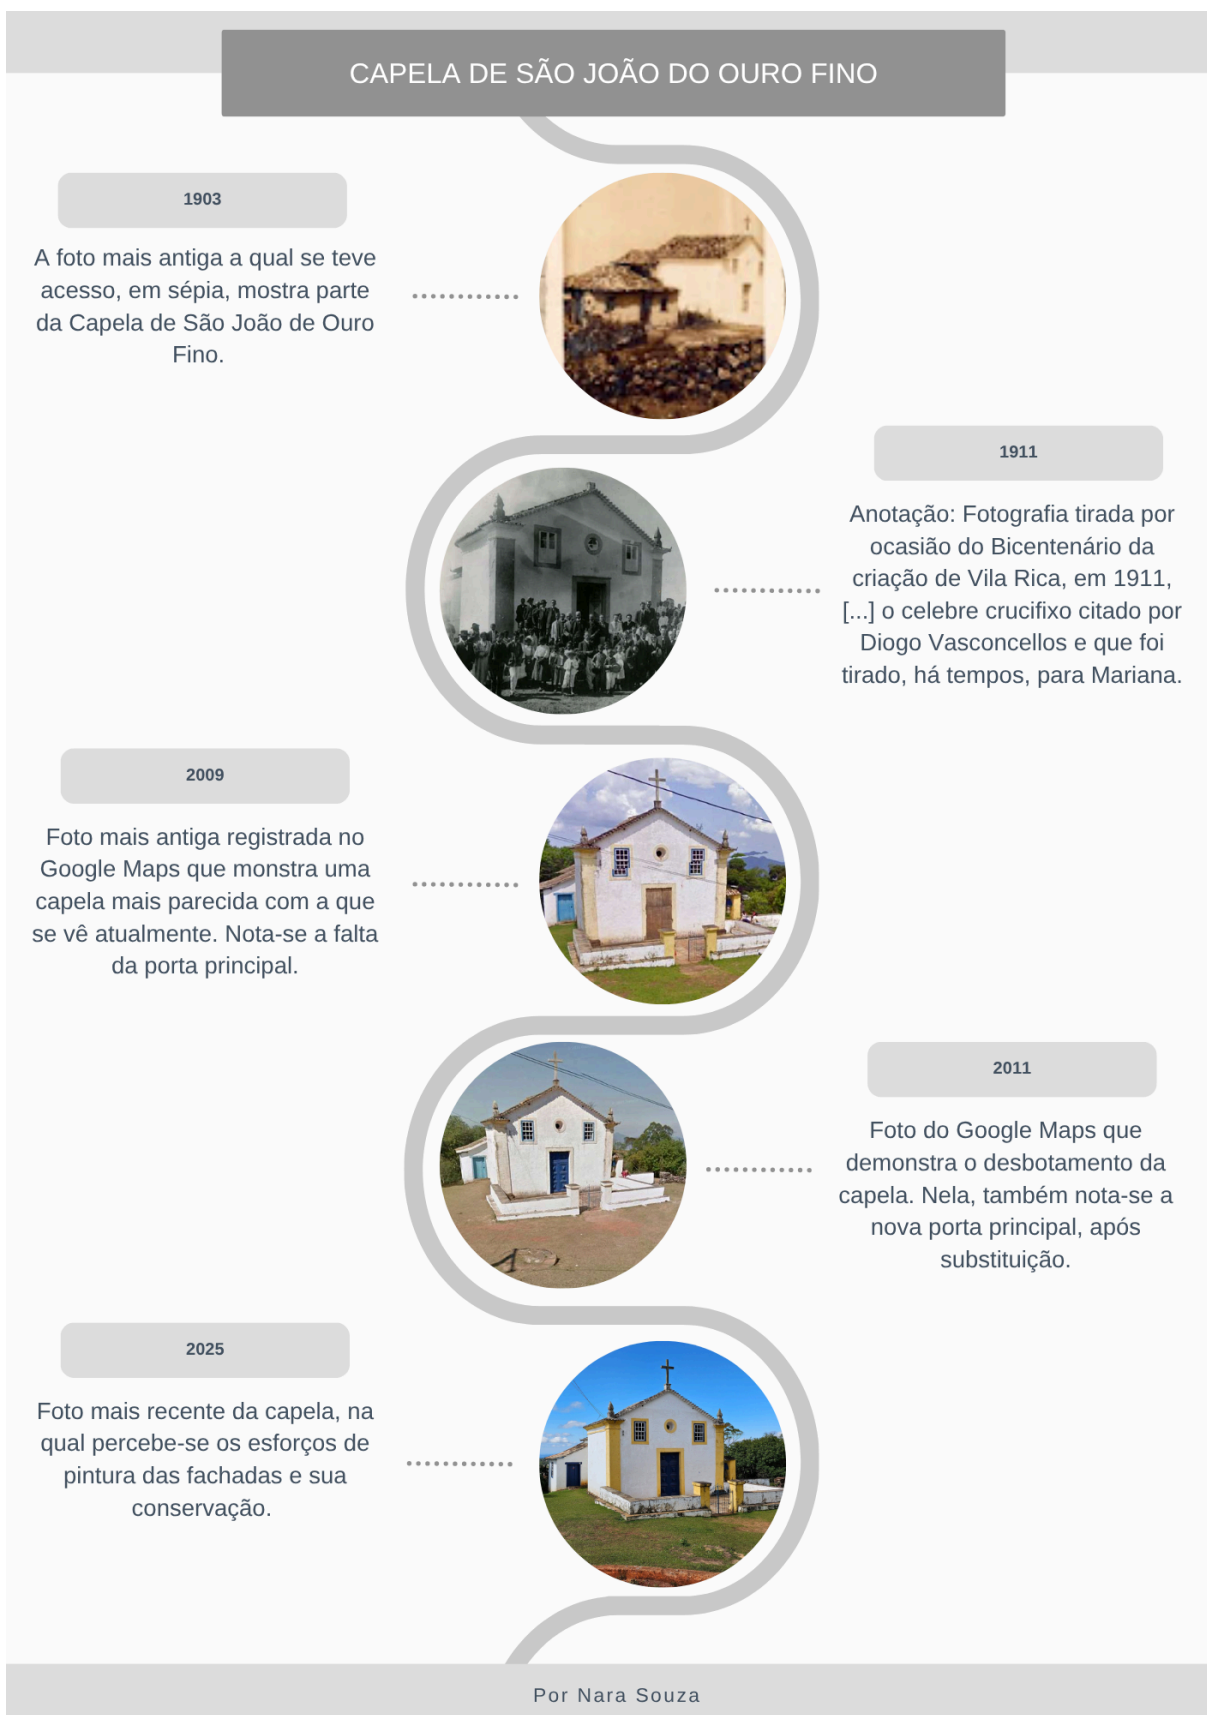 CAPELA DE SÃO JOÃO DO OURO FINO
1903
A foto mais antiga a qual se teve
acesso, em sépia, mostra parte
da Capela de São João de Ouro
Fino.
1911
Anotação: Fotografia tirada por
ocasião do Bicentenário da
criação de Vila Rica, em 1911,
[...] o celebre crucifixo citado por
Diogo Vasconcellos e que foi
tirado, há tempos, para Mariana.
2009
Foto mais antiga registrada no
Google Maps que monstra uma
capela mais parecida com a que
se vê atualmente. Nota-se a falta
da porta principal.
2011
Foto do Google Maps que
demonstra o desbotamento da
capela. Nela, também nota-se a
nova porta principal, após
substituição.
2025
Foto mais recente da capela, na
qual percebe-se os esforços de
pintura das fachadas e sua
conservação.
Por Nara Souza